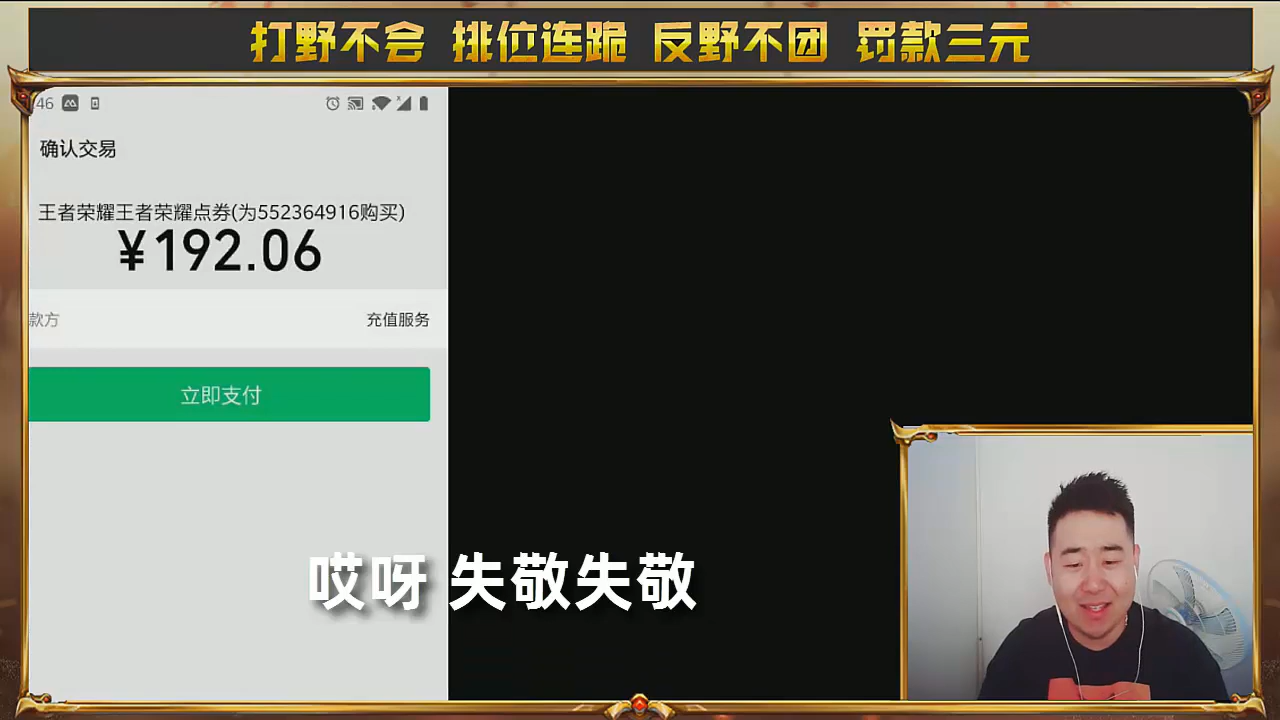 打野不会 排位连跪 反野不团 罚款三元
:46
确认交易
王者荣耀王者荣耀点券(为552364916购买)
¥192.06
款方 充值服务
立即支付
哎呀 失敬失敬